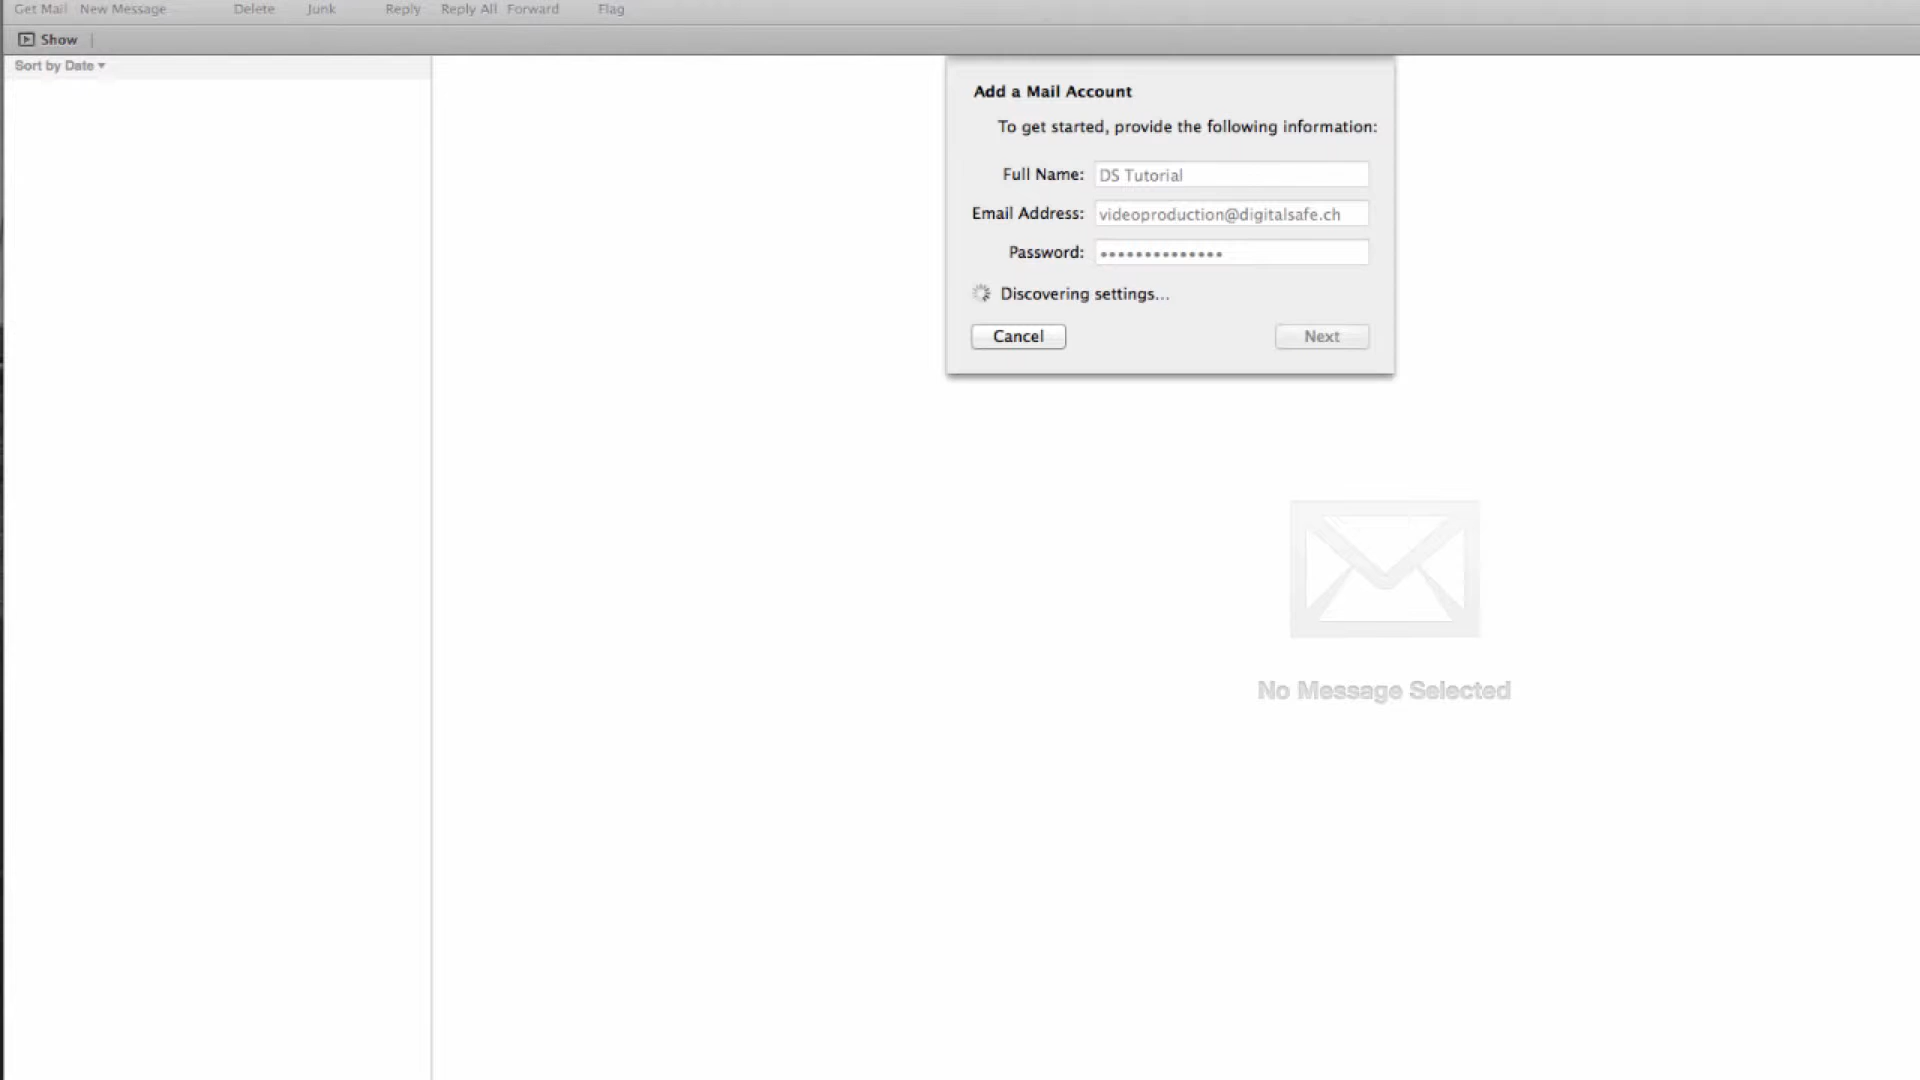 Get Mail New Message Delete Junk Reply Reply All Forward Flag
Show
Sort by Date
Add a Mail Account
To get started, provide the following information:
Full Name: DS Tutorial
Email Address: videoproduction@digitalsafe.ch
Password: ••••••••••••••
Discovering settings...
Cancel Next
No Message Selected